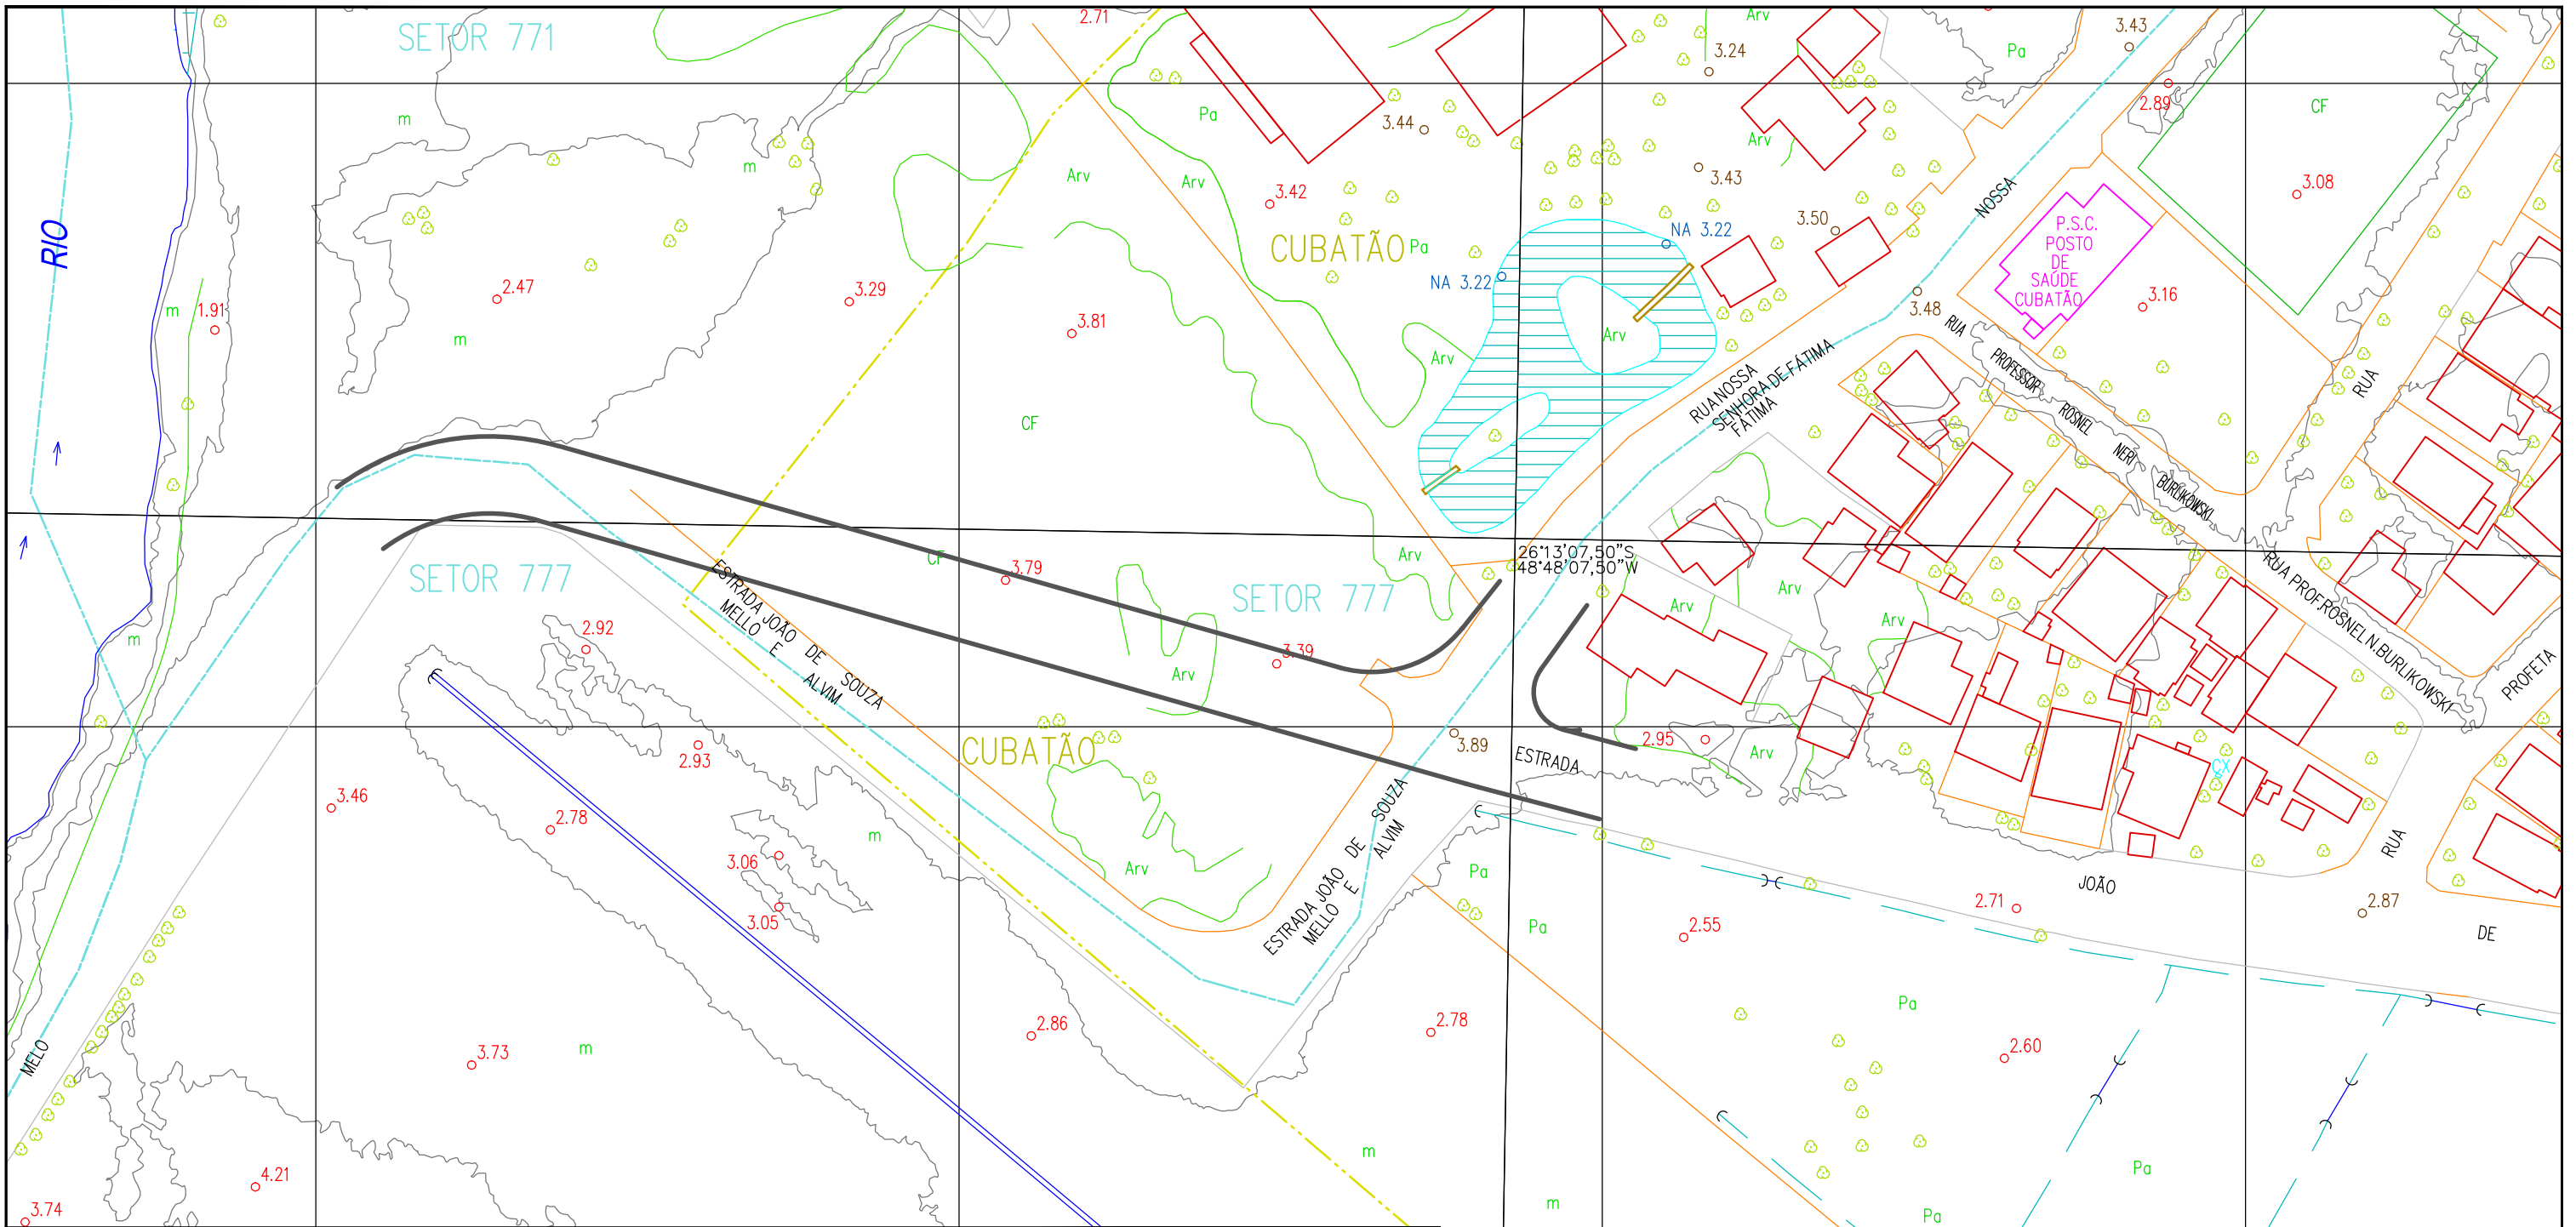 SETOR 771
2.71
Arv
3.43
3.24
Pa
m
Pa
3.44
Arv
2.89
CF
m
Arv
Arv
3.42
3.43
NOSSA
3.08
RIO
CUBATÃO
Pa
NA 3.22
3.50
P.S.C.
POSTO
DE
SAÚDE
CUBATÃO
2.47
3.29
NA 3.22
3.48
3.16
1.91
m
m
3.81
Arv
Arv
RUA
PROFESSOR
ROSNEL
NERI
BURLIKOWSKI
RUA NOSSA
SENHORA DE FÁTIMA
FÁTIMA
RUA
CF
CF
3.79
Arv
26°13'07,50"S
48°48'07,50"W
SETOR 777
SETOR 777
ESTRADA JOÃO DE SOUZA
MELLO E ALVIM
Arv
Arv
Arv
RUA PROF.ROSNEL N.BURLIKOWSKI
m
2.92
3.39
Arv
PROFETA
2.93
CUBATÃO
3.89
ESTRADA
2.95
Arv
CX
3.46
2.78
m
3.06
Arv
ESTRADA JOÃO DE SOUZA
MELLO E ALVIM
Pa
RUA
JOÃO
3.05
Pa
2.55
2.71
2.87
DE
MELO
3.73
m
2.86
2.78
Pa
2.60
4.21
m
Pa
3.74
m
Pa